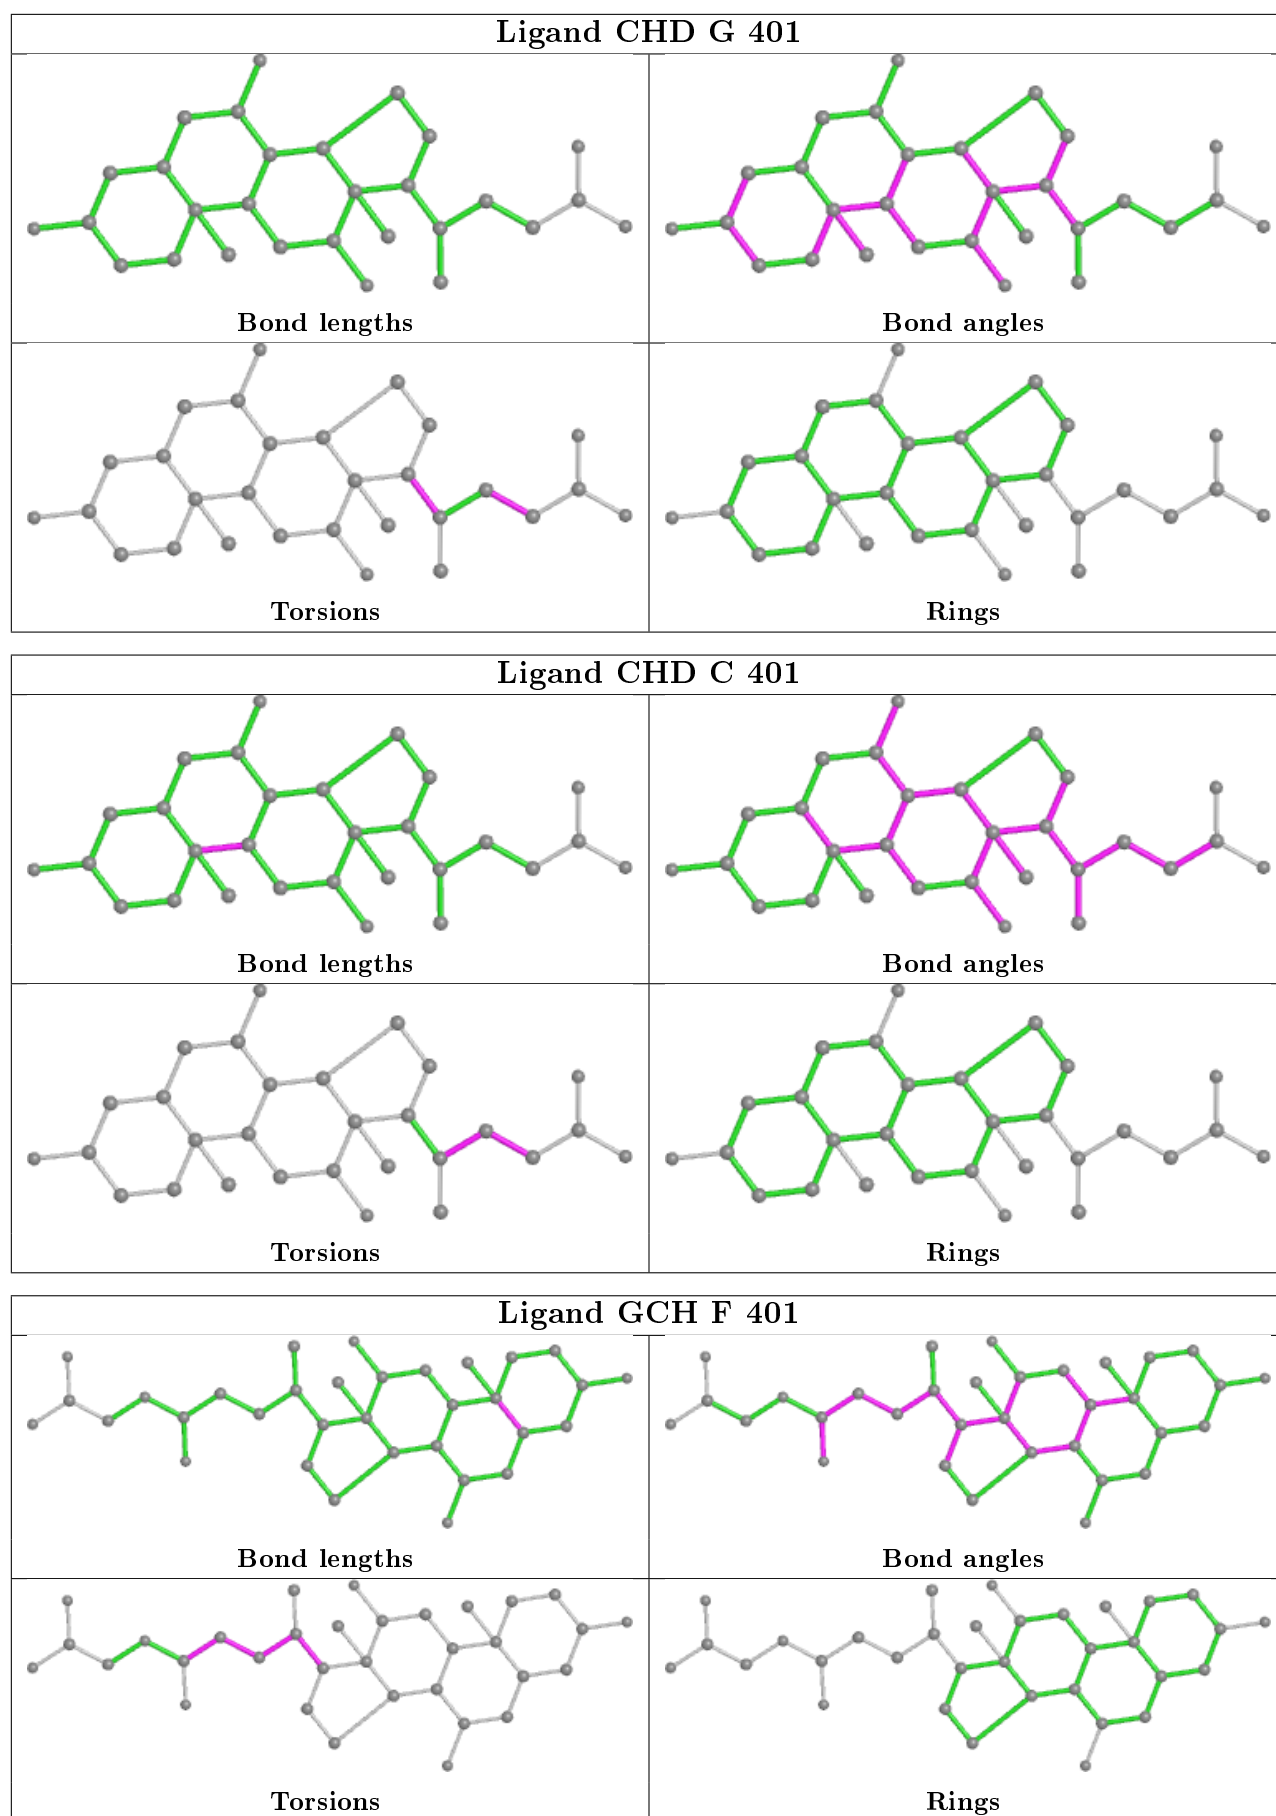 Ligand CHD G 401
Bond lengths
Bond angles
Torsions
Rings
Ligand CHD C 401
Bond lengths
Bond angles
Torsions
Rings
Ligand GCH F 401
Bond lengths
Bond angles
Torsions
Rings